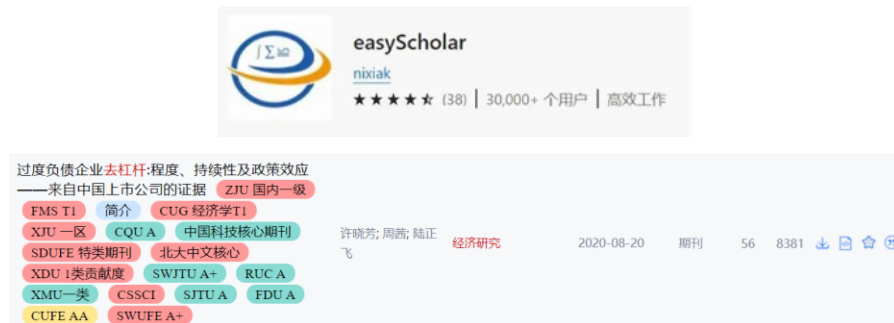 ∫Σ
easyScholar
nixiak
(38) | 30,000+ 个用户 | 高效工作
过度负债企业去杠杆:程度、持续性及政策效应
——来自中国上市公司的证据 ZJU 国内一级
FMS T1 简介 CUG 经济学T1
XJU 一区 CQU A 中国科技核心期刊
SDUFE 特类期刊 北大中文核心
XDU 1类贡献度 SWJTU A+ RUC A
XMU一类 CSSCI SJTU A FDU A
CUFE AA SWUFE A+
许晓芳; 周茜; 陆正
飞
经济研究
2020-08-20
期刊
56
8381